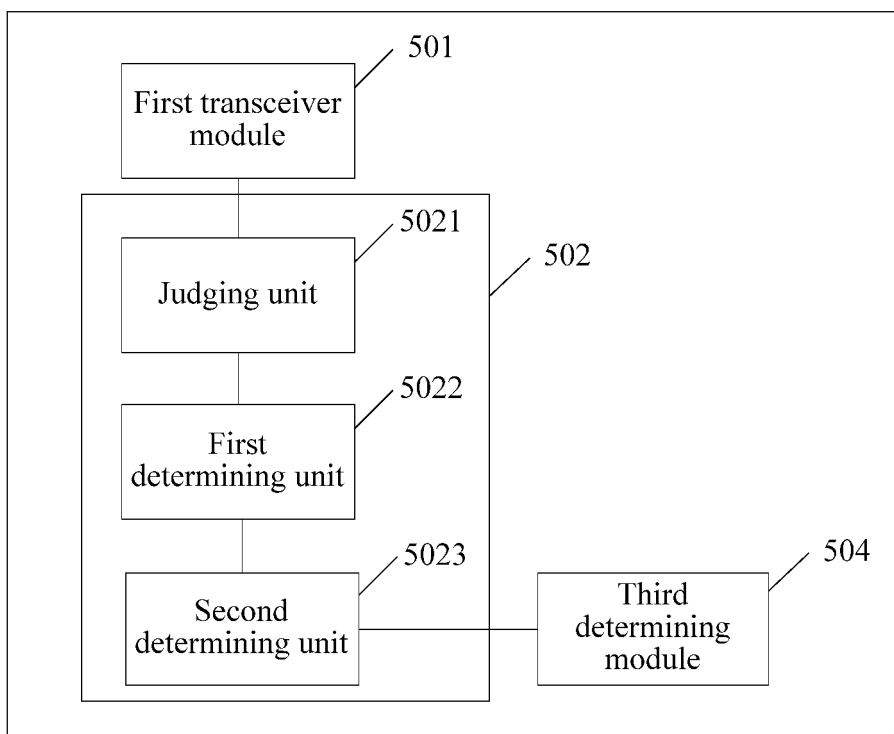 501
First transceiver
module
5021
Judging unit
502
5022
First
determining unit
5023
Second
determining unit
504
Third
determining
module